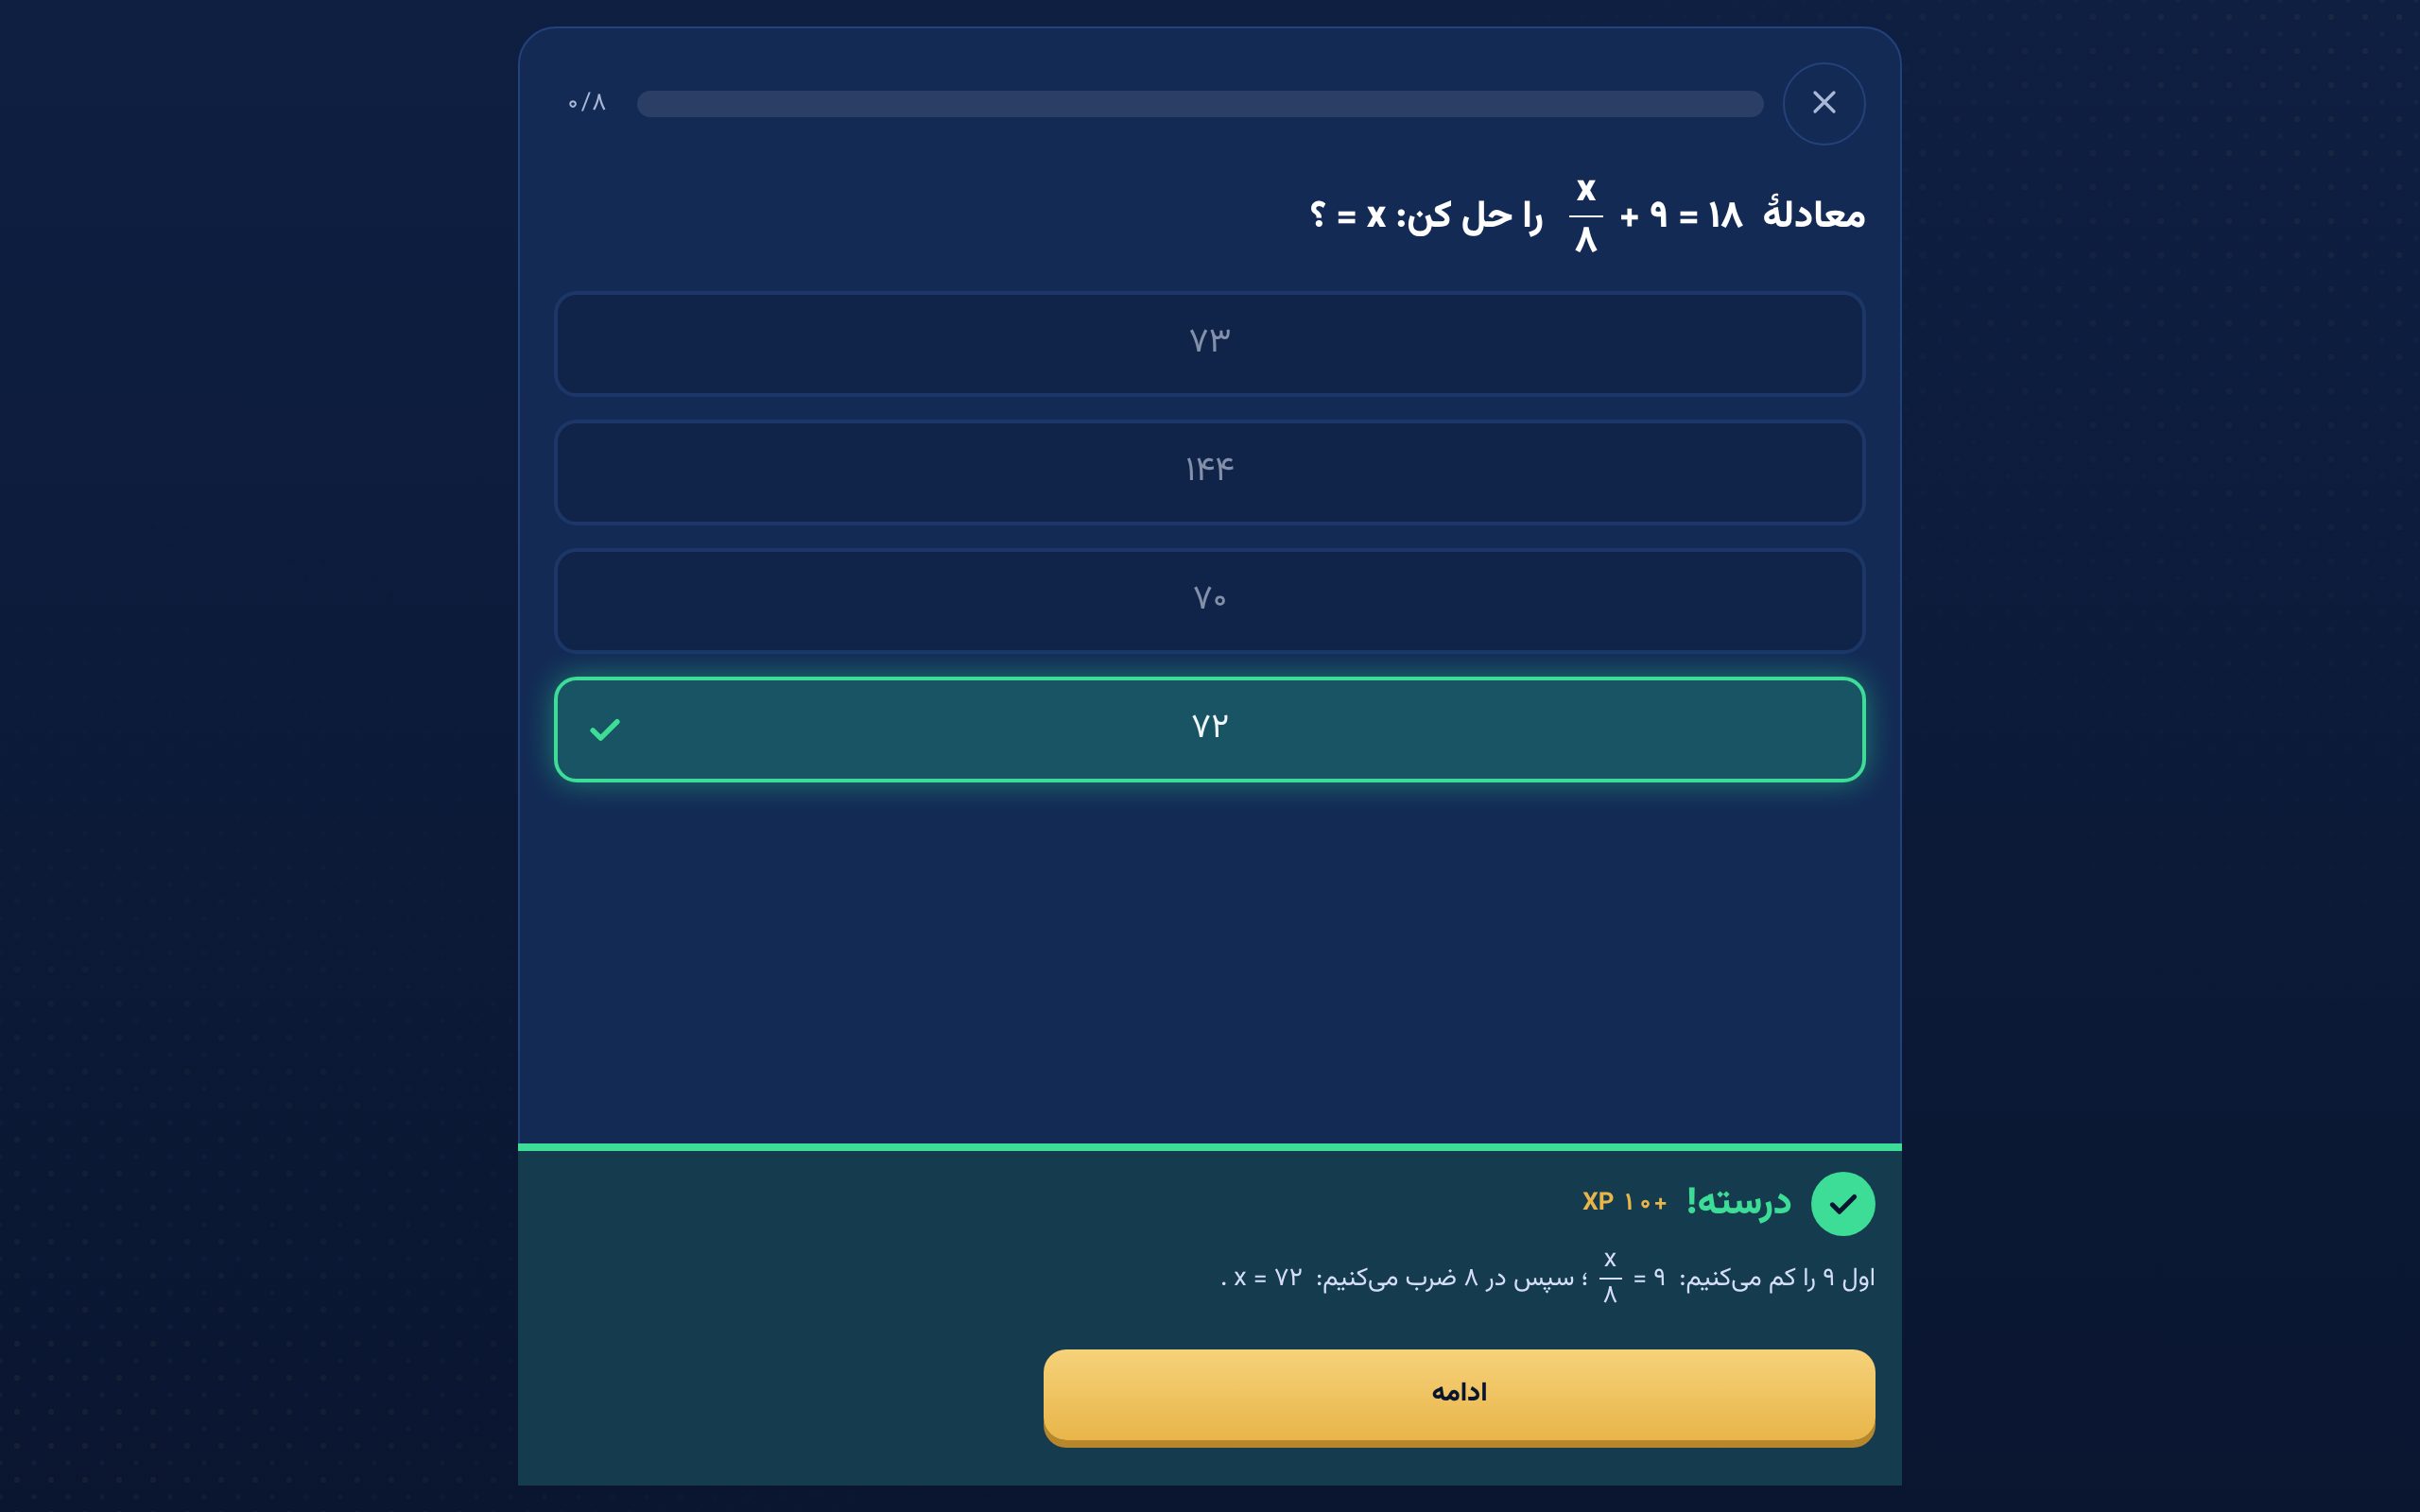 ۰/۸
معادلهٔ x/۸ + ۹ = ۱۸ را حل کن: x = ؟
۷۳
۱۴۴
۷۰
۷۲
درسته! +۱۰ XP
اول ۹ را کم می‌کنیم: x/۸ = ۹ ؛ سپس در ۸ ضرب می‌کنیم: x = ۷۲ .
ادامه